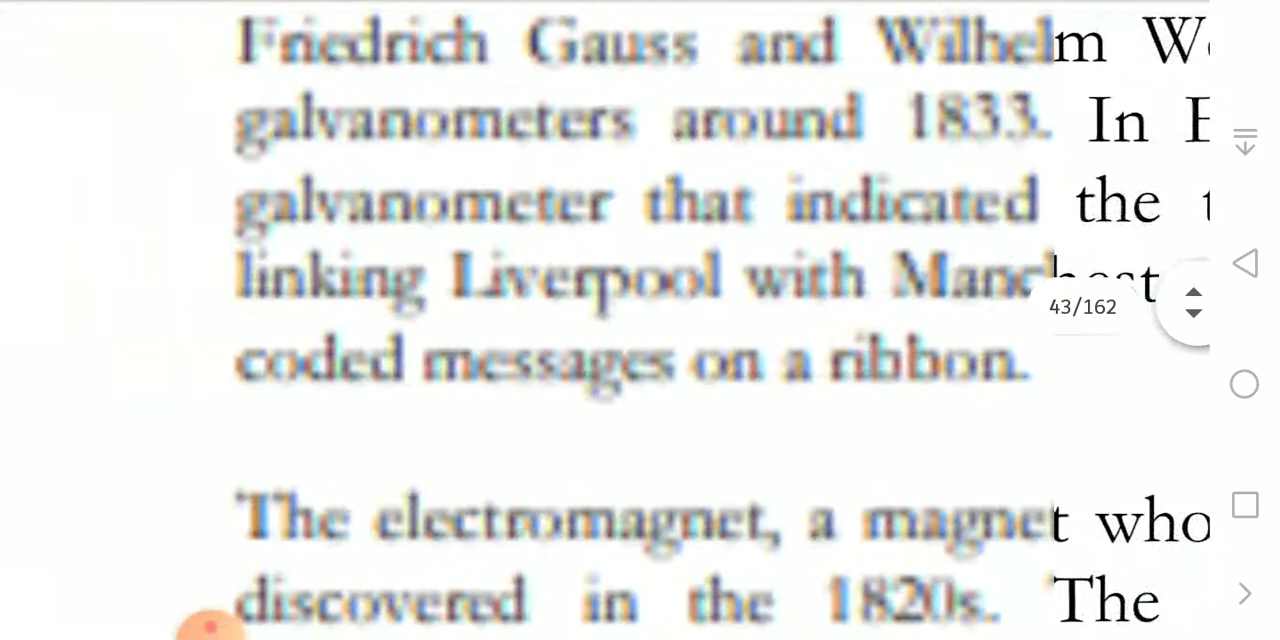 Friedrich Gauss and Wilhelm
galvanometers around 1833. In
galvanometer that indicated the
linking Liverpool with
43/162
coded messages on a ribbon.
The electromagnet, a magnet who
discovered in the 1820s. The